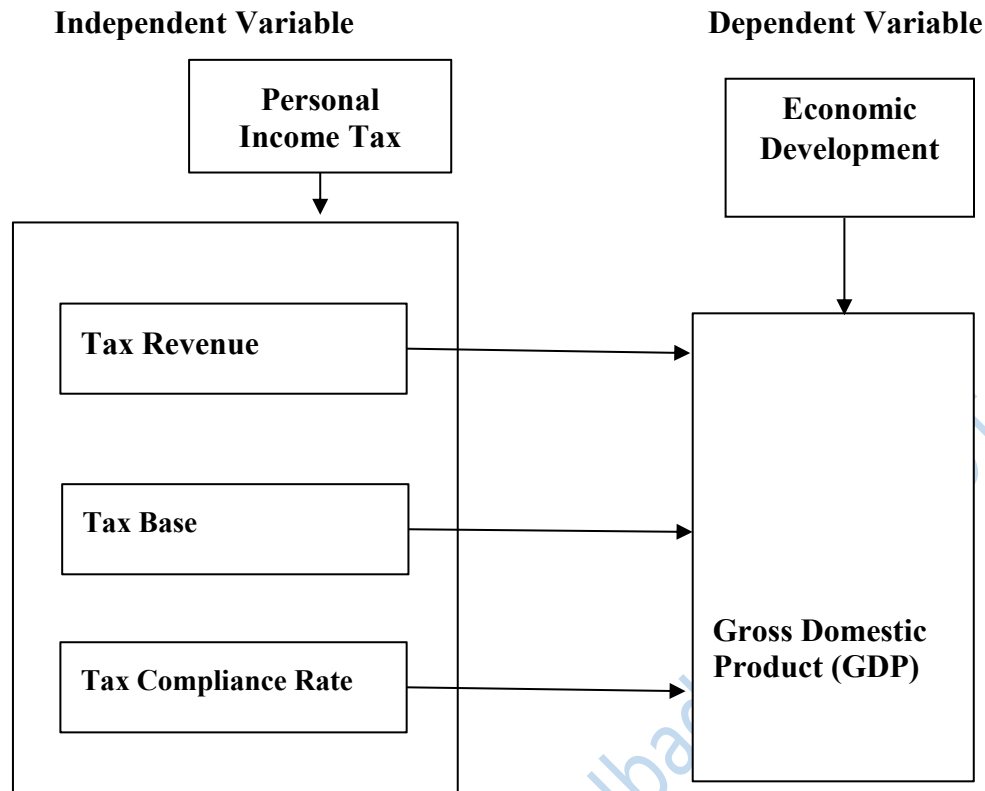 Independent Variable
Dependent Variable
Personal
Income Tax
Economic
Development
Tax Revenue
Tax Base
Tax Compliance Rate
Gross Domestic
Product (GDP)